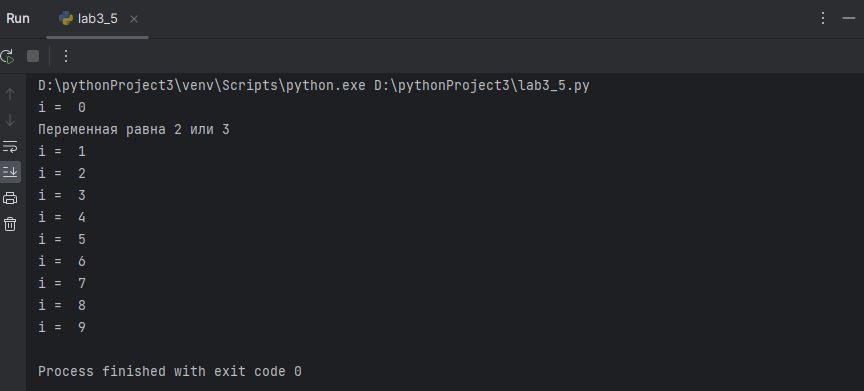 Run lab3_5
D:\pythonProject3\venv\Scripts\python.exe D:\pythonProject3\lab3_5.py
i =  0
Переменная равна 2 или 3
i =  1
i =  2
i =  3
i =  4
i =  5
i =  6
i =  7
i =  8
i =  9
Process finished with exit code 0